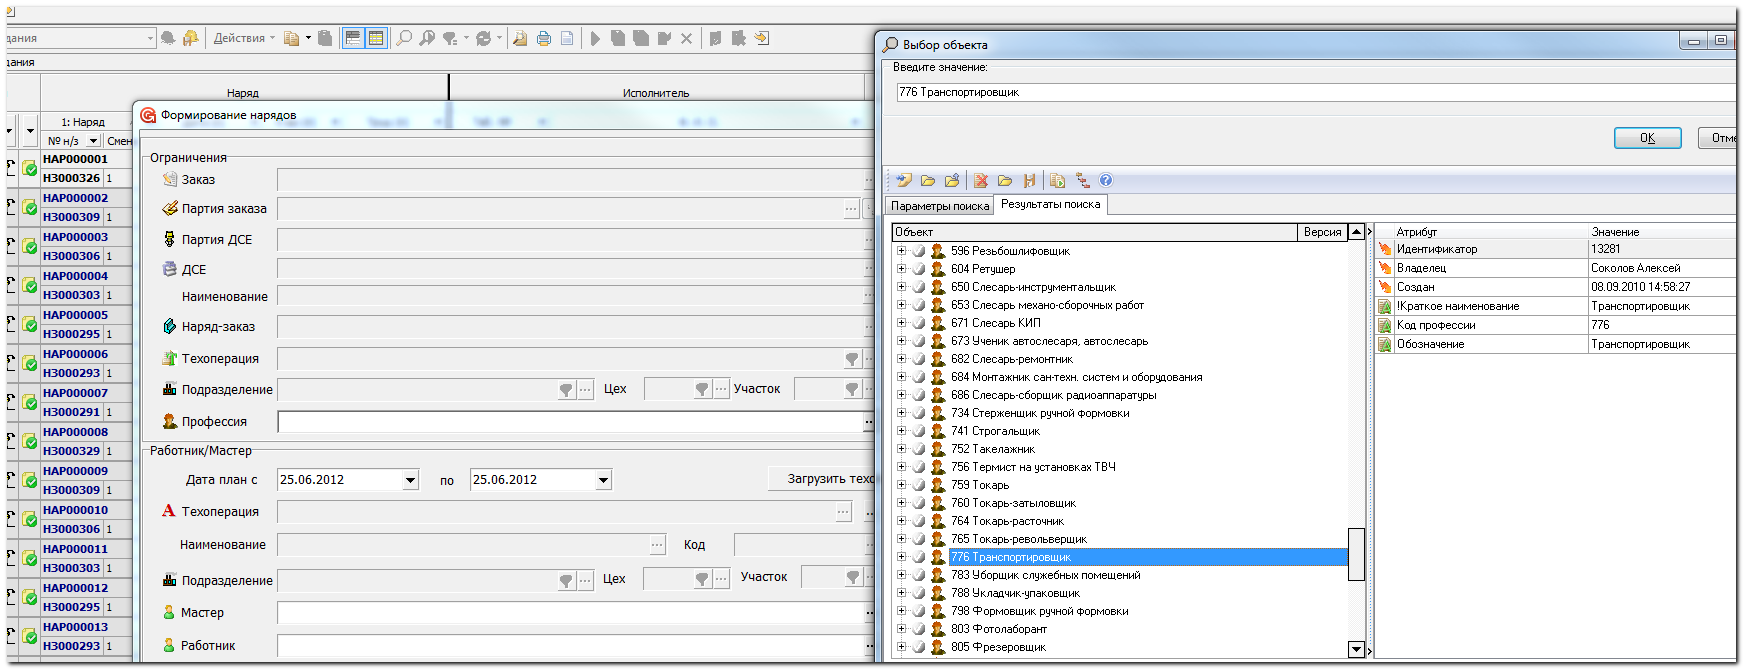 дания
Действия
дания
Наряд
Исполнитель
1: Наряд
№ н/з
Смен
НАР000001
Н3000326 1
НАР000002
Н3000309 1
НАР000003
Н3000306 1
НАР000004
Н3000303 1
НАР000005
Н3000295 1
НАР000006
Н3000293 1
НАР000007
Н3000291 1
НАР000008
Н3000329 1
НАР000009
Н3000309 1
НАР000010
Н3000306 1
НАР000011
Н3000303 1
НАР000012
Н3000295 1
НАР000013
Н3000293 1
Формирование нарядов
Ограничения
Заказ
Партия заказа
Партия ДСЕ
ДСЕ
Наименование
Наряд-заказ
Техоперация
Подразделение Цех Участок
Профессия
Работник/Мастер
Дата план с 25.06.2012 по 25.06.2012 Загрузить техо
Техоперация
Наименование Код
Подразделение Цех Участок
Мастер
Работник
Выбор объекта
Введите значение:
776 Транспортировщик
OK Отме
Параметры поиска Результаты поиска
Объект Версия
596 Резьбошлифовщик
604 Ретушер
650 Слесарь-инструментальщик
653 Слесарь механо-сборочных работ
671 Слесарь КИП
673 Ученик автослесаря, автослесарь
682 Слесарь-ремонтник
684 Монтажник сан-техн. систем и оборудования
686 Слесарь-сборщик радиоаппаратуры
734 Стерженщик ручной формовки
741 Строгальщик
752 Такелажник
756 Термист на установках ТВЧ
759 Токарь
760 Токарь-затыловщик
764 Токарь-расточник
765 Токарь-револьверщик
776 Транспортировщик
783 Уборщик служебных помещений
788 Укладчик-упаковщик
798 Формовщик ручной формовки
803 Фотолаборант
805 Фрезеровщик
Атрибут Значение
Идентификатор 13281
Владелец Соколов Алексей
Создан 08.09.2010 14:58:27
!Краткое наименование Транспортировщик
Код профессии 776
Обозначение Транспортировщик